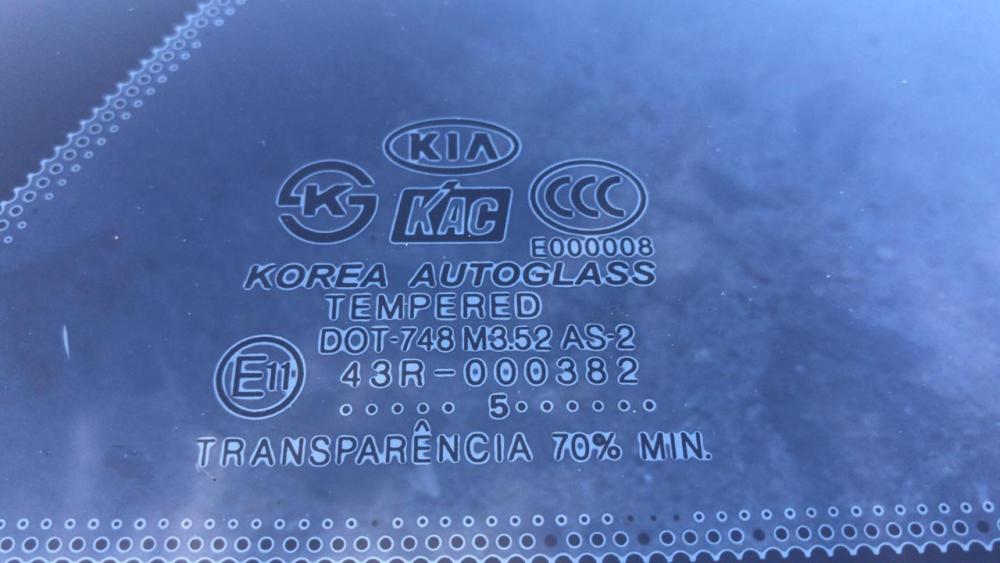 KIA
K
KAC
CCC
E000008
KOREA AUTOGLASS
TEMPERED
DOT-748 M3.52 AS-2
E11
43R-000382
..... 5.......
TRANSPARÊNCIA 70% MIN.